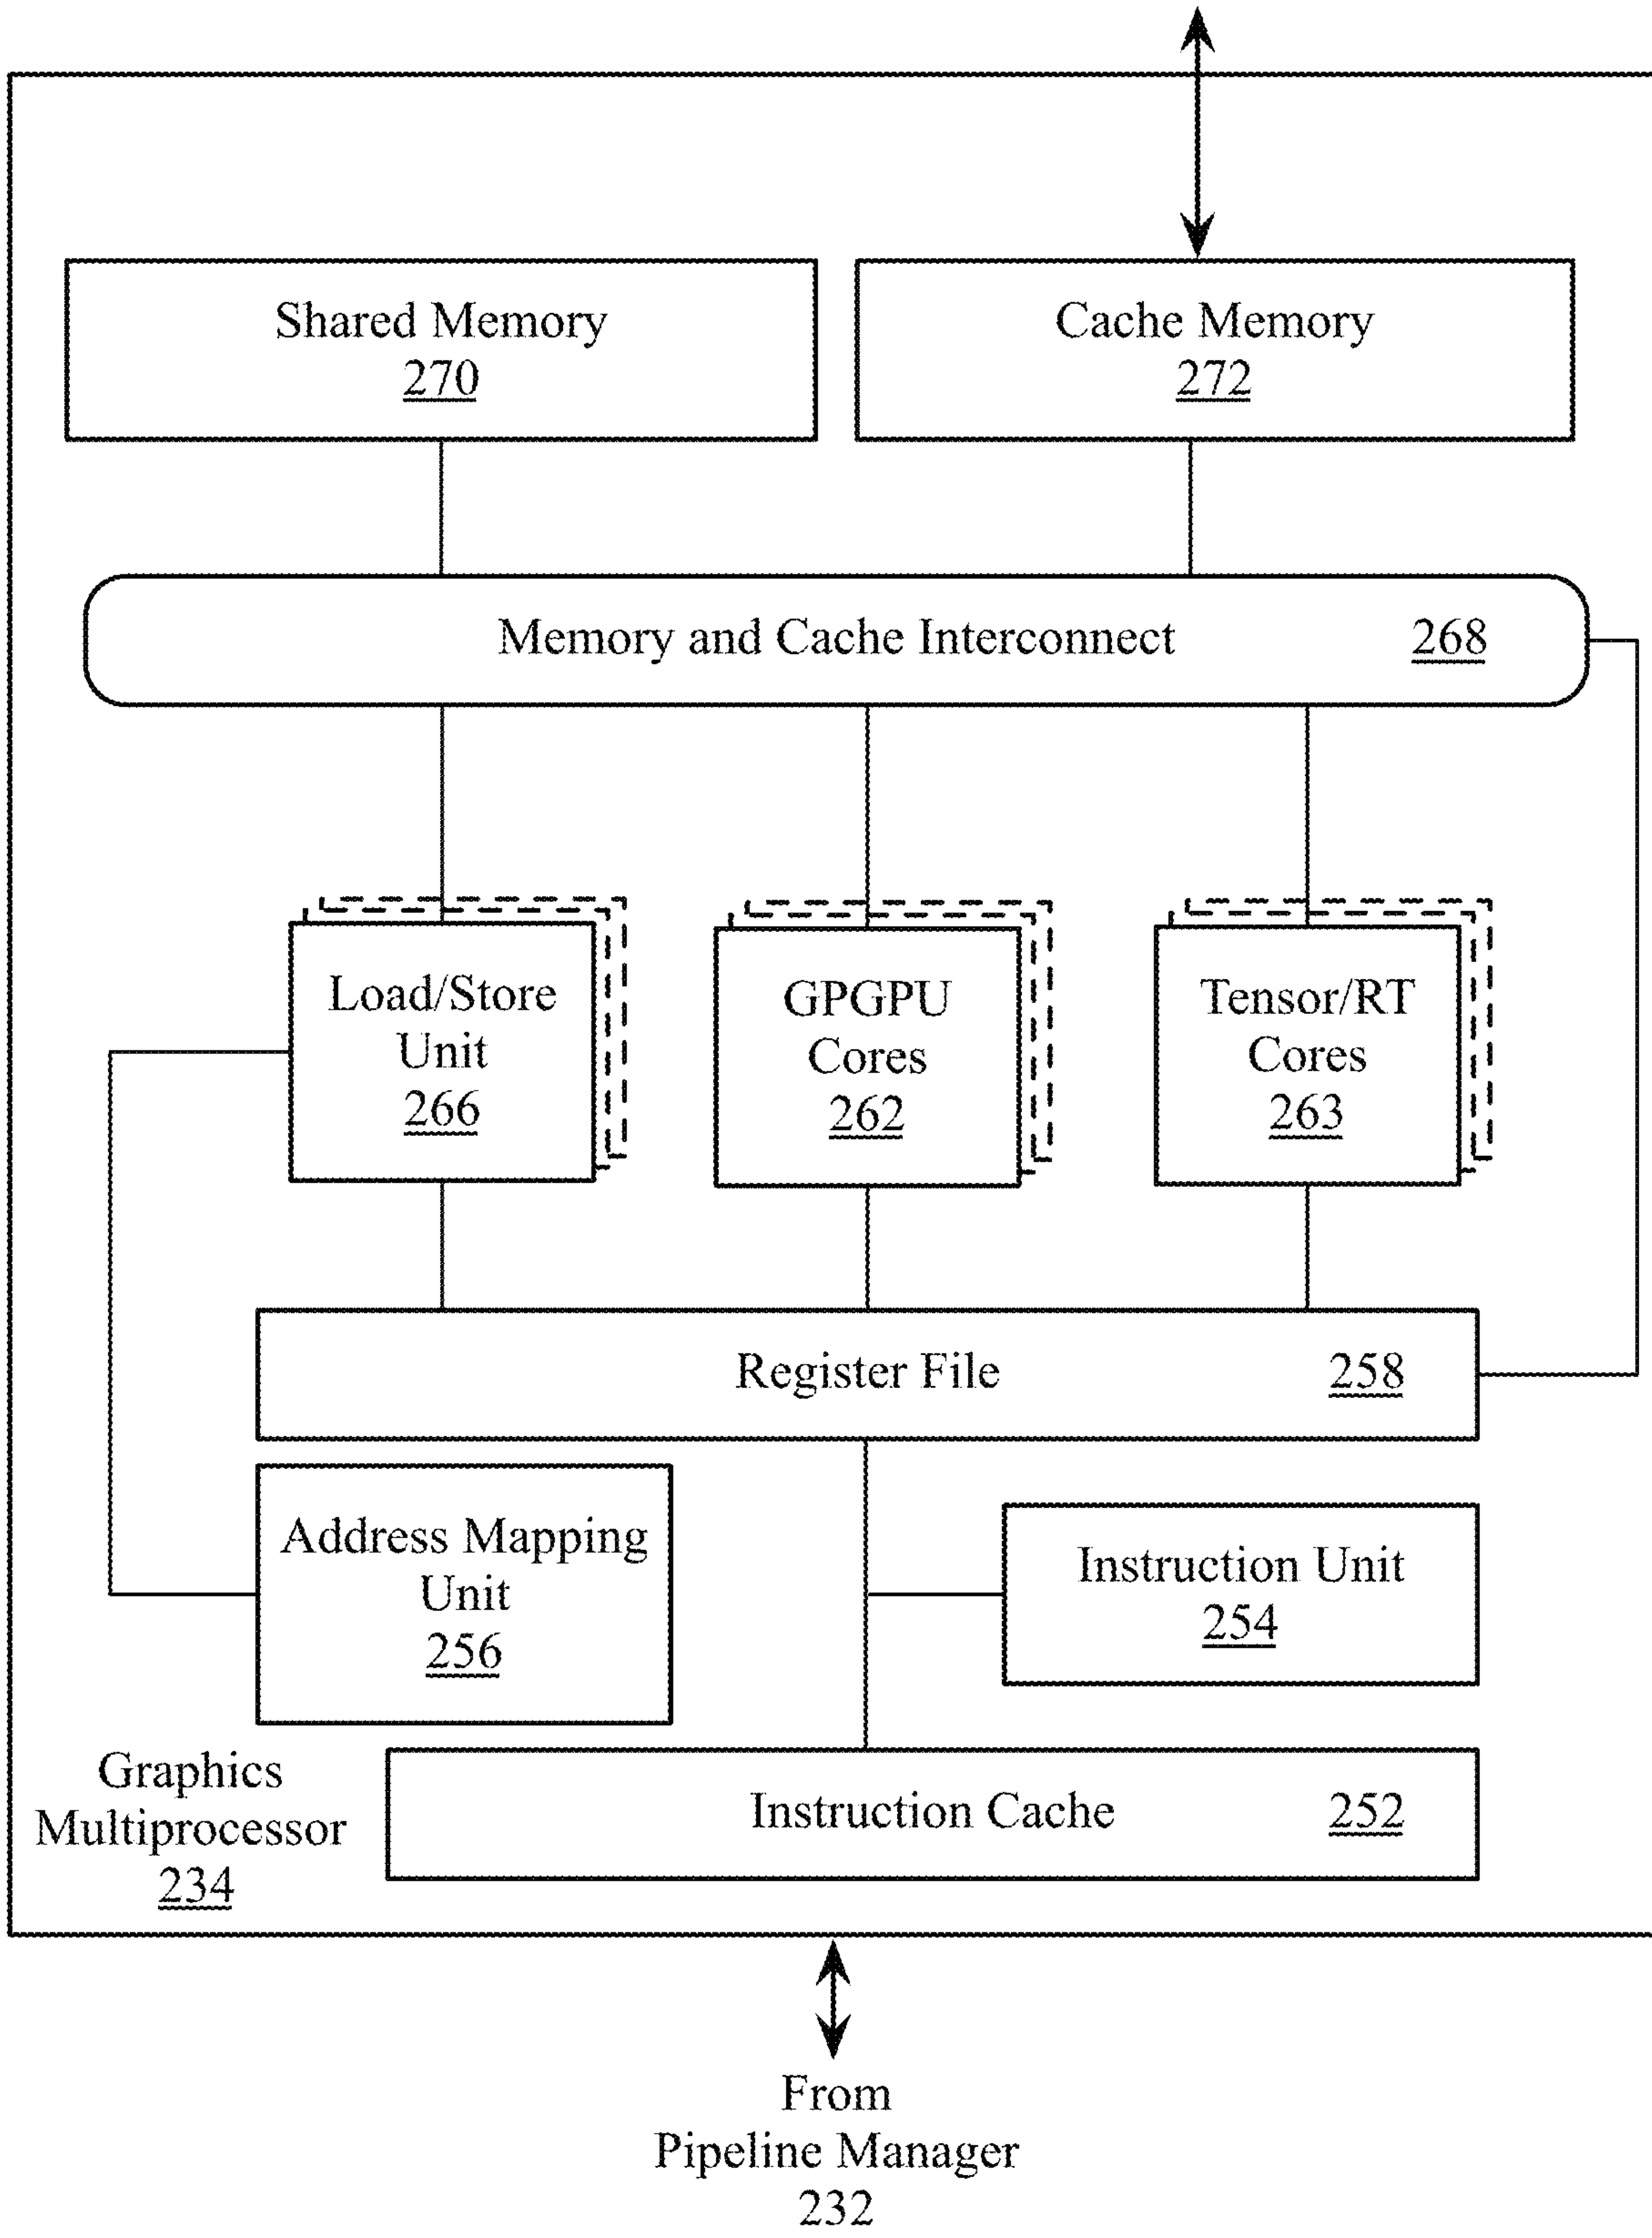 Shared Memory
270
Cache Memory
272
Memory and Cache Interconnect 268
Load/Store
Unit
266
GPGPU
Cores
262
Tensor/RT
Cores
263
Register File 258
Address Mapping
Unit
256
Instruction Unit
254
Graphics
Multiprocessor
234
Instruction Cache 252
From
Pipeline Manager
232